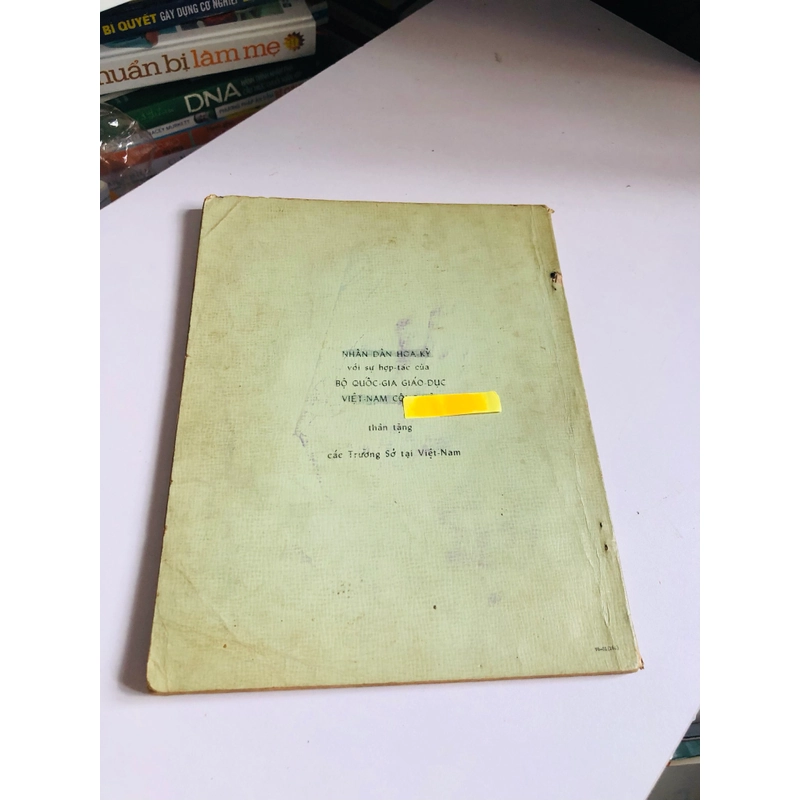 BÍ QUYẾT GÂY DỰNG CƠ NGHIỆP
huẩn bị làm mẹ
DNA
NHÂN DÂN HOA-KỲ
với sự hợp-tác của
BỘ QUỐC-GIA GIÁO-DỤC
VIỆT-NAM
thân tặng
các Trường Sở tại Việt-Nam